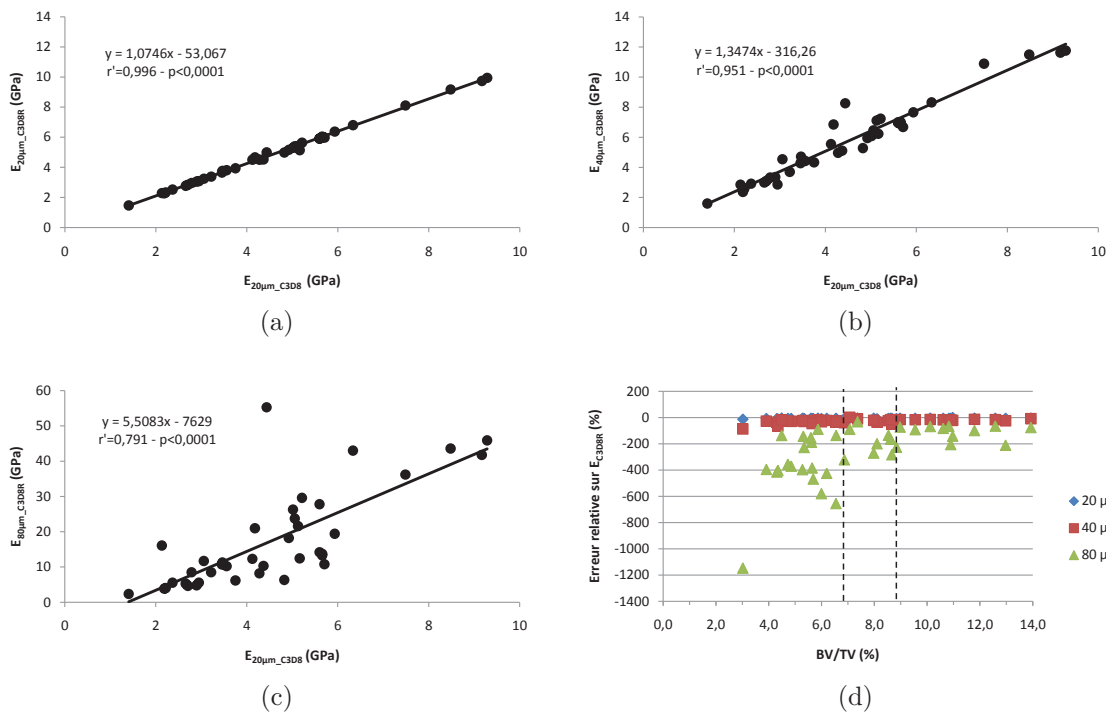 14
12
10
8
6
4
2
0
E20µm_C3D8R (GPa)
y = 1,0746x - 53,067
r'=0,996 - p<0,0001
0
2
4
6
8
10
E20µm_C3D8 (GPa)
(a)
14
12
10
8
6
4
2
0
E40µm_C3D8R (GPa)
y = 1,3474x - 316,26
r'=0,951 - p<0,0001
0
2
4
6
8
10
E20µm_C3D8 (GPa)
(b)
60
50
40
30
20
10
0
E80µm_C3D8R (GPa)
y = 5,5083x - 7629
r'=0,791 - p<0,0001
0
2
4
6
8
10
E20µm_C3D8 (GPa)
(c)
200
0
-200
-400
-600
-800
-1000
-1200
-1400
Erreur relative sur EC3D8R (%)
0,0
2,0
4,0
6,0
8,0
10,0
12,0
14,0
BV/TV (%)
20 µ
40 µ
80 µ
(d)